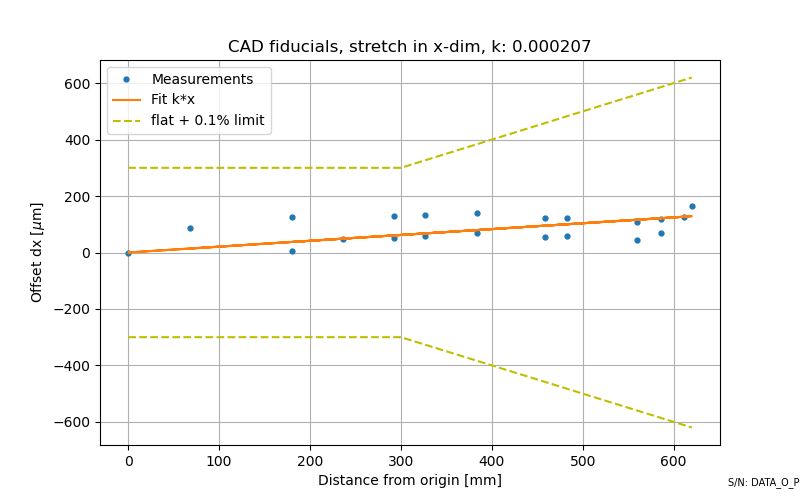 CAD fiducials, stretch in x-dim, k: 0.000207
Measurements
Fit k*x
flat + 0.1% limit
600
400
200
0
−200
−400
−600
Offset dx [μm]
0 100 200 300 400 500 600
Distance from origin [mm]
S/N: DATA_O_P